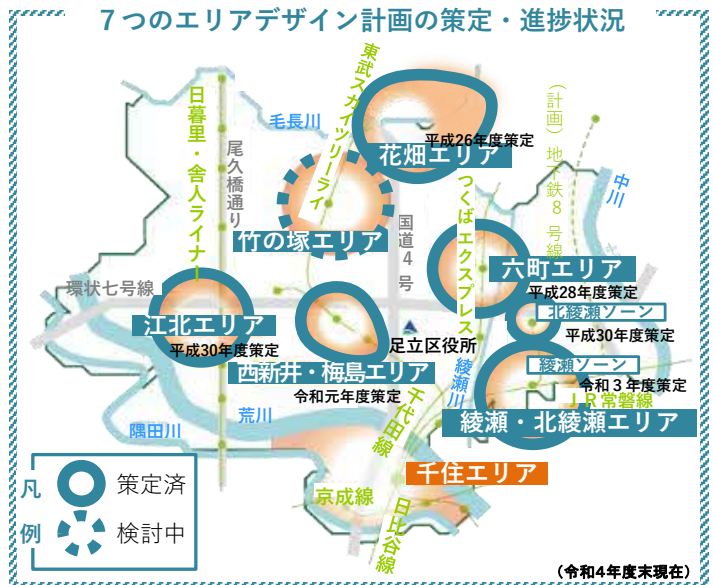 7つのエリアデザイン計画の策定・進捗状況
東武スカイツリーライ
(計画)地下鉄8号線
日暮里・舎人ライナー
毛長川
尾久橋通り
平成26年度策定
花畑エリア
中川
つくばエクスプレス
国道4号
竹の塚エリア
六町エリア
環状七号線
平成28年度策定
北綾瀬ゾーン
江北エリア
平成30年度策定
足立区役所
平成30年度策定
綾瀬ゾーン
西新井・梅島エリア
綾瀬川
令和3年度策定
令和元年度策定
JR常磐線
千代田線
綾瀬・北綾瀬エリア
荒川
隅田川
千住エリア
京成線
日比谷線
凡例
策定済
検討中
(令和4年度末現在)